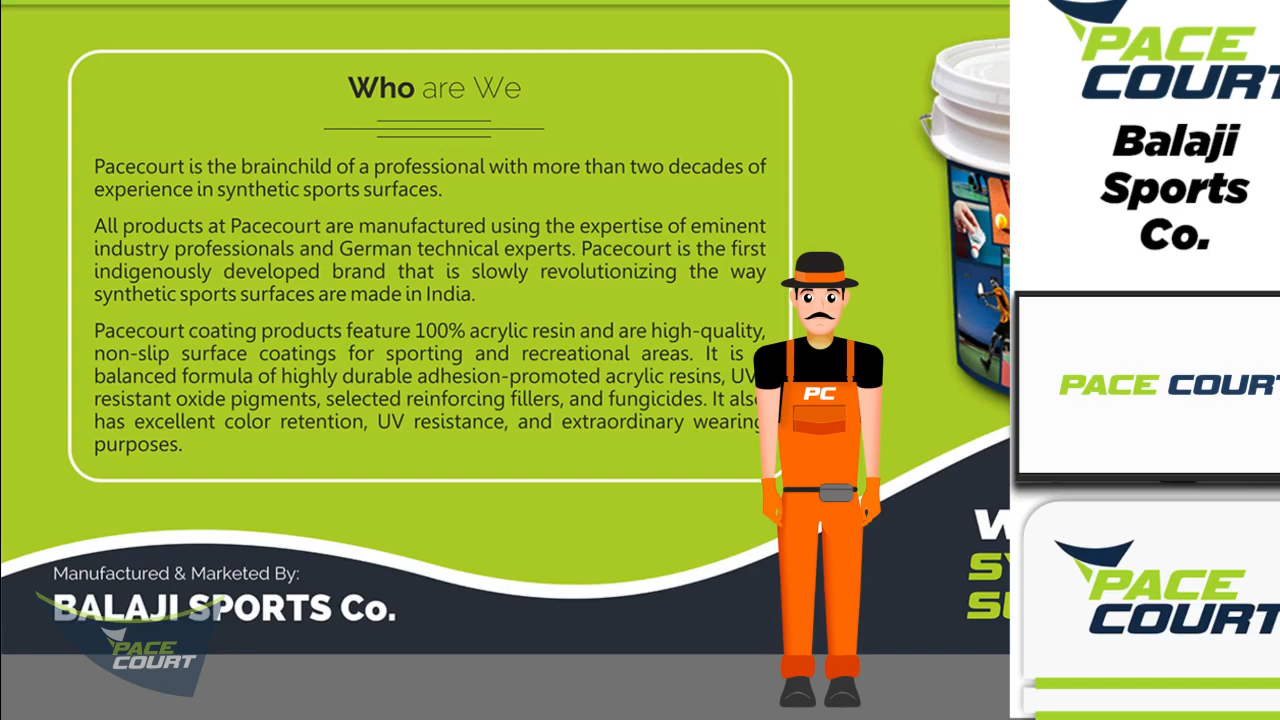 Who are We
Pacecourt is the brainchild of a professional with more than two decades of
experience in synthetic sports surfaces.
All products at Pacecourt are manufactured using the expertise of eminent
industry professionals and German technical experts. Pacecourt is the first
indigenously developed brand that is slowly revolutionizing the way
synthetic sports surfaces are made in India.
Pacecourt coating products feature 100% acrylic resin and are high-quality,
non-slip surface coatings for sporting and recreational areas. It is
balanced formula of highly durable adhesion-promoted acrylic resins, UV
resistant oxide pigments, selected reinforcing fillers, and fungicides. It also
has excellent color retention, UV resistance, and extraordinary wearing
purposes.
Manufactured & Marketed By:
BALAJI SPORTS Co.
PACE
COURT
PC
PACE
COURT
Balaji
Sports
Co.
PACE COURT
PACE
COURT